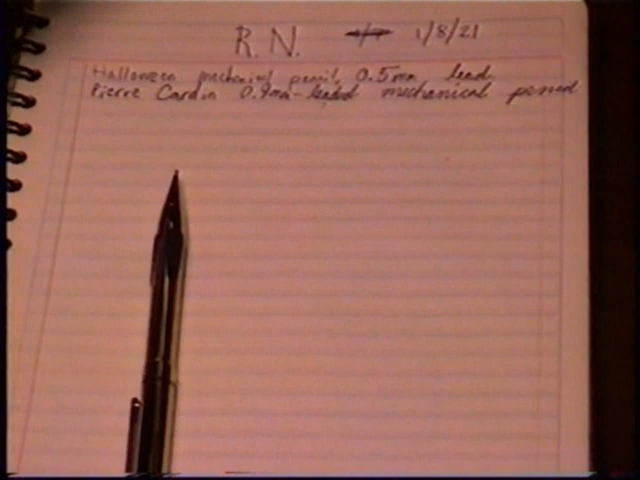 R. N. 1/8/21
Halloween mechanical pencil, 0.5mm lead
Pierre Cardin 0.9mm-leaded mechanical pencil